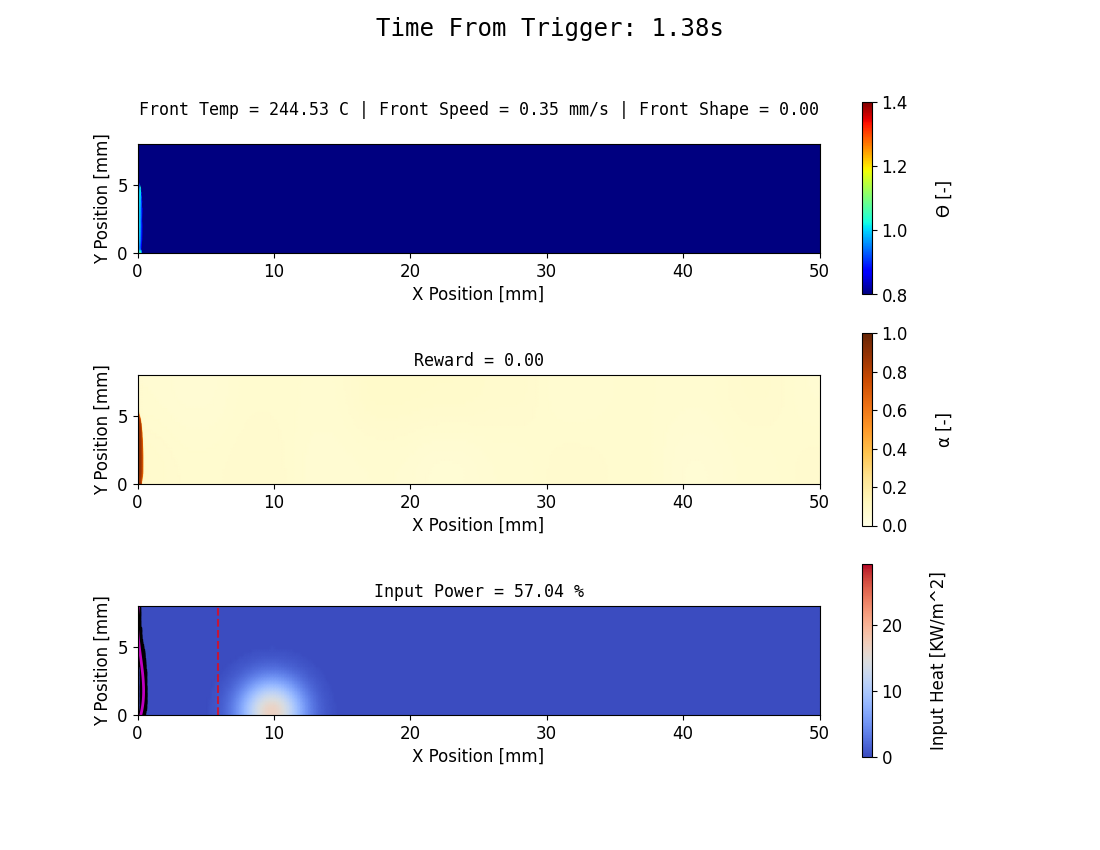 Time From Trigger: 1.38s
Front Temp = 244.53 C | Front Speed = 0.35 mm/s | Front Shape = 0.00
Y Position [mm]
5
0
0 10 20 30 40 50
X Position [mm]
1.4
1.2
1.0
0.8
Θ [-]
Reward = 0.00
Y Position [mm]
5
0
0 10 20 30 40 50
X Position [mm]
1.0
0.8
0.6
0.4
0.2
0.0
α [-]
Input Power = 57.04 %
Y Position [mm]
5
0
0 10 20 30 40 50
X Position [mm]
20
10
0
Input Heat [KW/m^2]